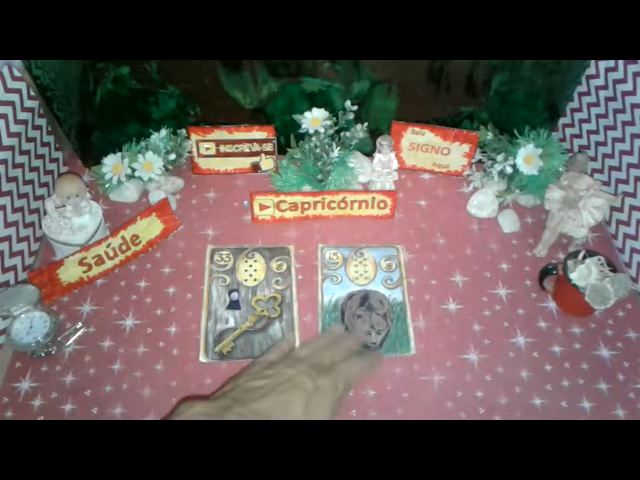 INSCREVA-SE
Seu
SIGNO
Aqui
Capricórnio
Saúde
33
15